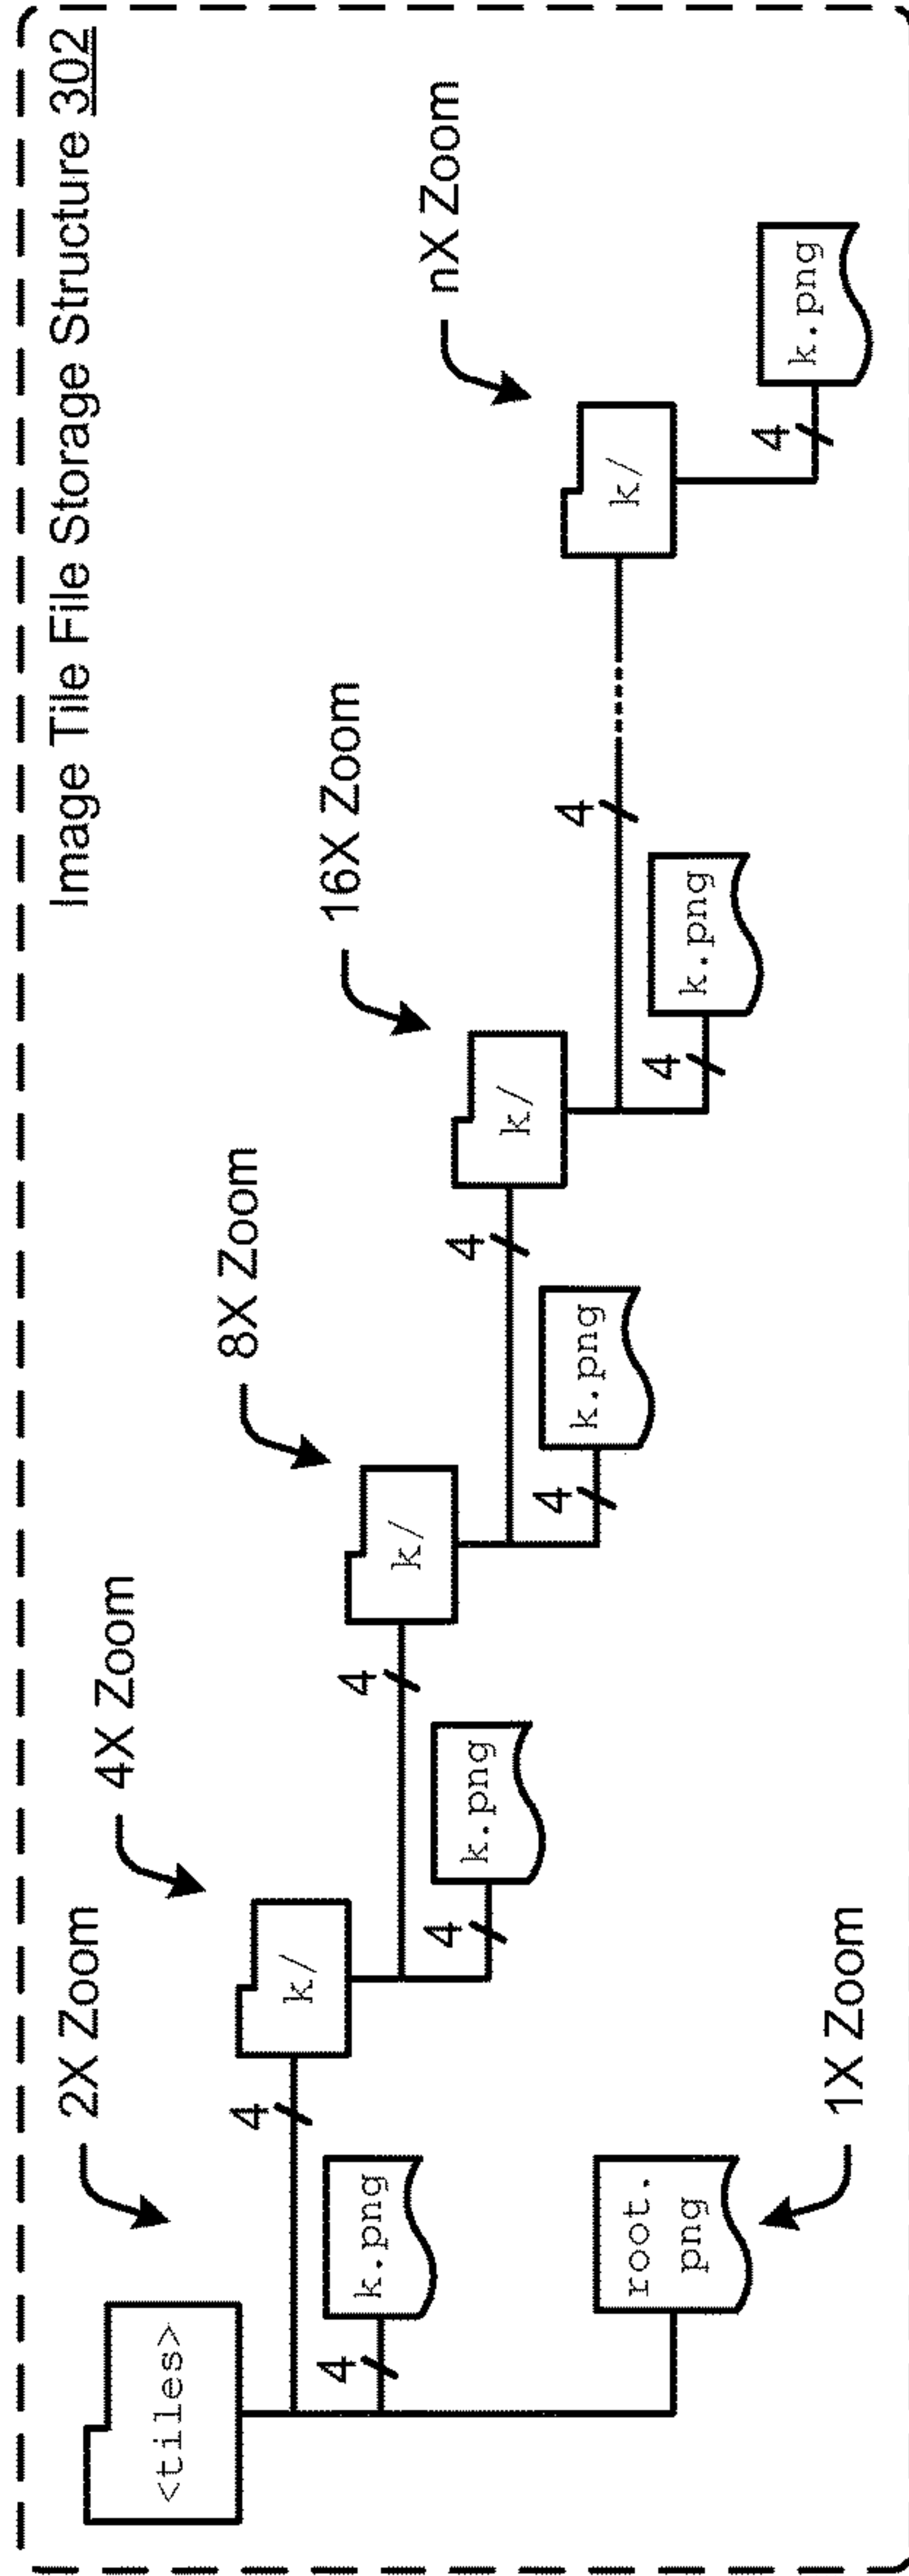 Image Tile File Storage Structure 302
2X Zoom
4X Zoom
8X Zoom
16X Zoom
nX Zoom
<tiles>
4
k/
4
k/
4
k/
4
k/
4
k.png
4
k.png
4
k.png
4
k.png
4
k.png
root.
png
1X Zoom